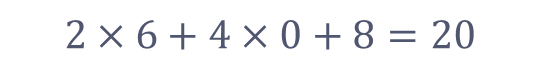 2 × 6 + 4 × 0 + 8 = 20